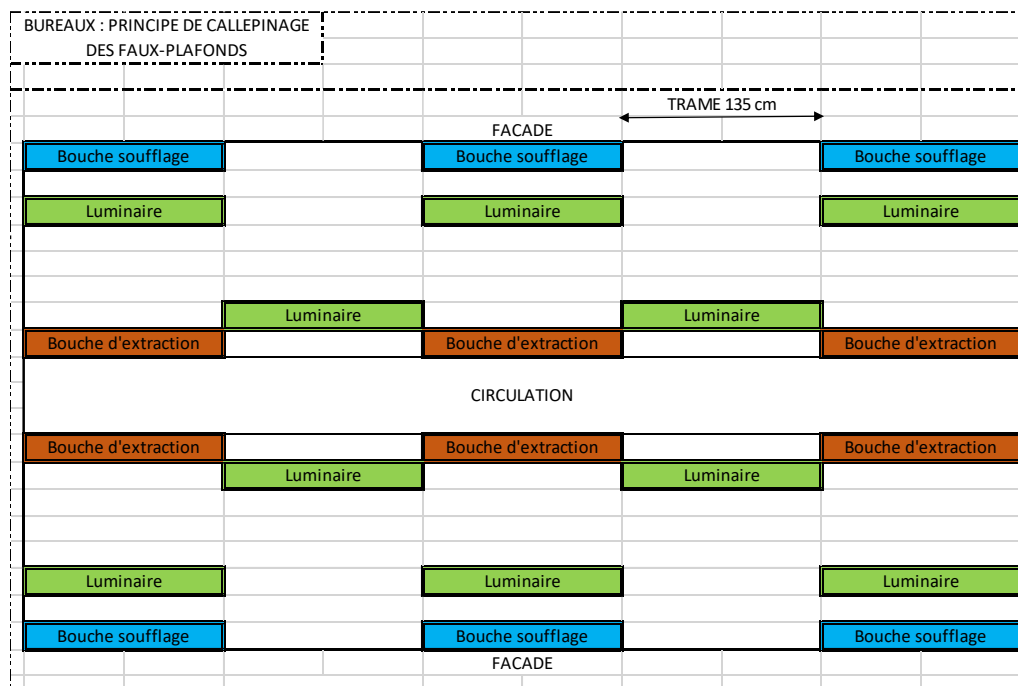 BUREAUX : PRINCIPE DE CALLEPINAGE
DES FAUX-PLAFONDS
TRAME 135 cm
FACADE
Bouche soufflage Bouche soufflage Bouche soufflage
Luminaire Luminaire Luminaire
Luminaire Luminaire
Bouche d'extraction Bouche d'extraction Bouche d'extraction
CIRCULATION
Bouche d'extraction Bouche d'extraction Bouche d'extraction
Luminaire Luminaire
Luminaire Luminaire Luminaire
Bouche soufflage Bouche soufflage Bouche soufflage
FACADE